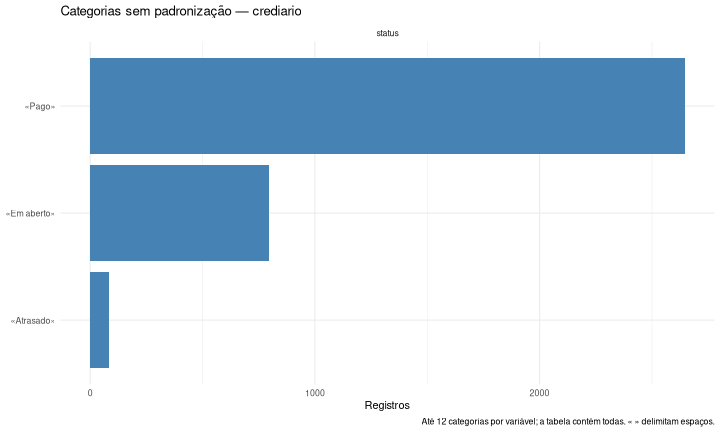 Categorias sem padronização — crediario
status
«Pago»
«Em aberto»
«Atrasado»
0
1000
2000
Registros
Até 12 categorias por variável; a tabela contém todas. « » delimitam espaços.